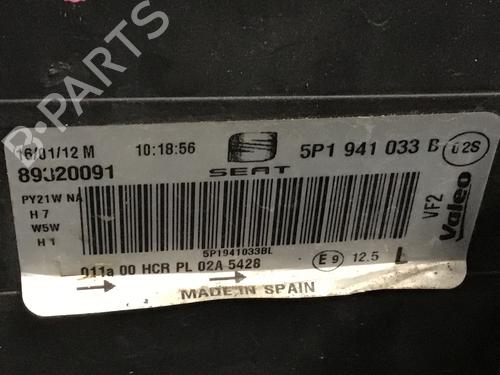 B-PARTS
16/01/12 M 10:18:56 5P1 941 033 B 02S
89320091 SEAT
PY21W NA
H 7
W5W
H 1
VF2
Valeo
5P1941033BL
011a 00 HCR PL 02A 5428 E9 12.5 L
MADE IN SPAIN